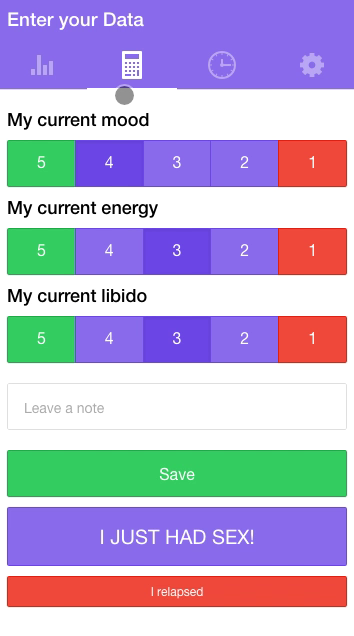 Enter your Data
My current mood
5 4 3 2 1
My current energy
5 4 3 2 1
My current libido
5 4 3 2 1
Leave a note
Save
I JUST HAD SEX!
I relapsed